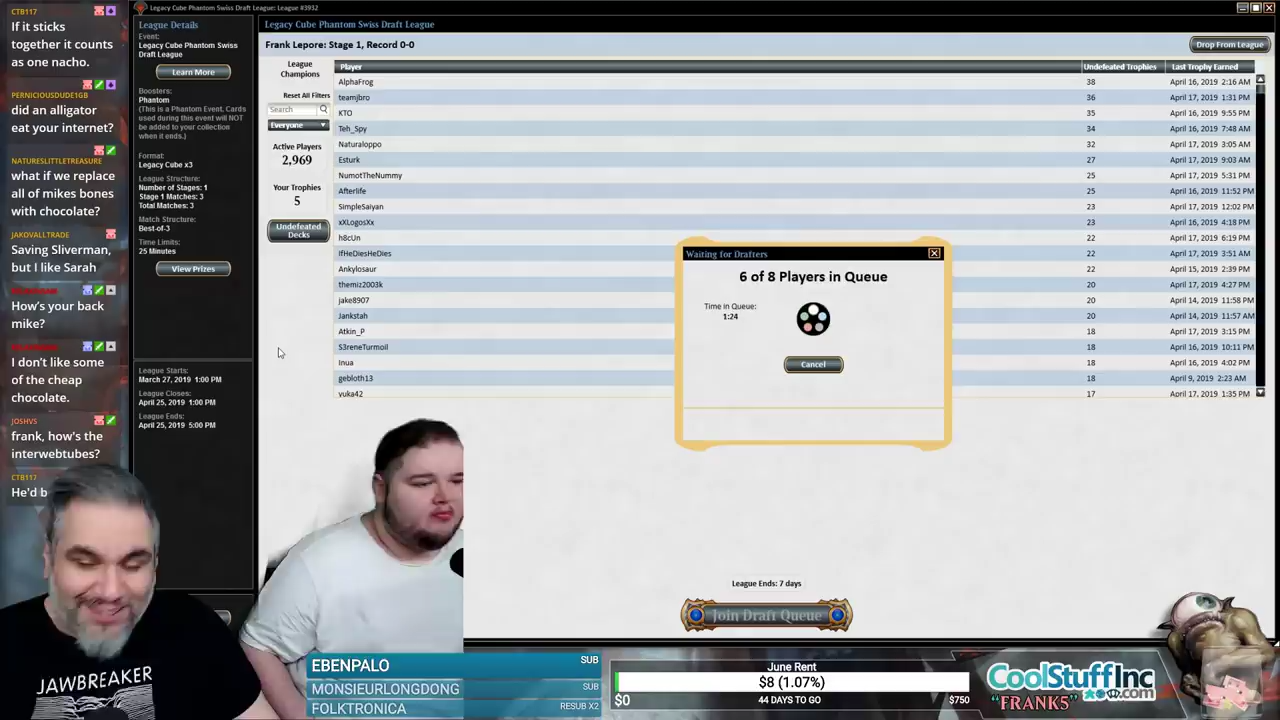 CTB117
If it sticks
together it counts
as one nacho.
PERNICIOUSDUDE1GB
did an alligator
got your internet?
NATURESLITTLETREASURE
what if we replace
all of mikes bones
with chocolate?
JAKOVALLTRADE
Saving Sliverman,
but I like Sarah
How's your back
mike?
I don't like some
of the cheap
chocolate.
JOSHVS
frank, how's the
interwebtubes?
CTB117
He'd b
Legacy Cube Phantom Swiss Draft League: League #3932
League Details
Event:
Legacy Cube Phantom Swiss
Draft League
Learn More
Boosters:
Phantom
(This is a Phantom Event. Cards
used during this event will NOT
be added to your collection
when it ends.)
Format:
Legacy Cube x3
League Structure:
Number of Stages: 1
Stage 1 Matches: 3
Total Matches: 3
Match Structure:
Best-of-3
Time Limits:
25 Minutes
View Prizes
League Starts:
March 27, 2019 1:00 PM
League Closes:
April 25, 2019 1:00 PM
League Ends:
April 25, 2019 5:00 PM
Legacy Cube Phantom Swiss Draft League
Frank Lepore: Stage 1, Record 0-0
Drop From League
League
Champions
Reset All Filters
Search
Everyone
Active Players
2,969
Your Trophies
5
Undefeated
Decks
Player Undefeated Trophies Last Trophy Earned
AlphaFrog 38 April 16, 2019 2:16 AM
teamjbro 36 April 17, 2019 1:31 PM
KTO 35 April 16, 2019 9:55 PM
Teh_Spy 34 April 16, 2019 7:48 AM
Naturaloppo 32 April 17, 2019 3:05 AM
Esturk 27 April 17, 2019 9:03 AM
NumotTheNummy 25 April 17, 2019 5:31 PM
Afterlife 25 April 16, 2019 11:52 PM
SimpleSaiyan 23 April 17, 2019 12:02 PM
xXLogosXx 23 April 16, 2019 4:18 PM
h8cUn 22 April 17, 2019 6:19 PM
IfHeDiesHeDies 22 April 17, 2019 3:51 AM
Ankylosaur 22 April 15, 2019 2:39 PM
themiz2003k 20 April 17, 2019 4:27 PM
jake8907 20 April 14, 2019 11:58 PM
Jankstah 20 April 14, 2019 11:57 AM
Atkin_P 18 April 17, 2019 3:15 PM
S3reneTurmoil 18 April 16, 2019 10:11 PM
Inua 18 April 16, 2019 4:02 PM
gebloth13 18 April 9, 2019 2:23 AM
yuka42 17 April 17, 2019 1:35 PM
Waiting for Drafters
6 of 8 Players in Queue
Time in Queue:
1:24
Cancel
League Ends: 7 days
Join Draft Queue
JAWBREAKER
EBENPALO SUB
MONSIEURLONGDONG SUB
FOLKTRONICA RESUB X2
June Rent
$8 (1.07%)
$0 44 DAYS TO GO $750
CoolStuffInc
.com
"FRANK5"